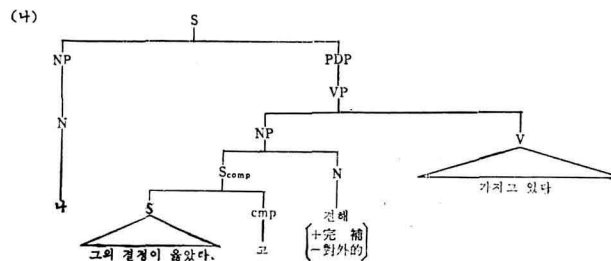 (나) S
NP PDP
VP
N NP V
Scomp N
나 가지고 있다
S cmp 견해
그의 결정이 옳았다. 고 [+完 補
−對外的]